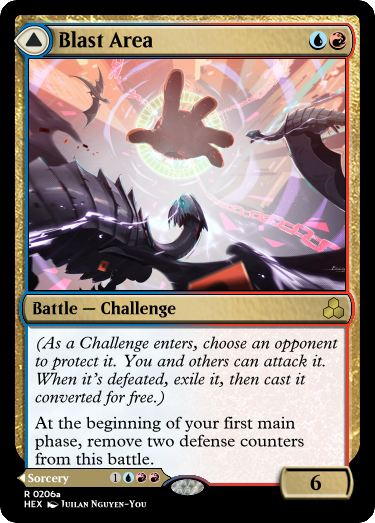 Blast Area
Battle — Challenge
(As a Challenge enters, choose an opponent
to protect it. You and others can attack it.
When it's defeated, exile it, then cast it
converted for free.)
At the beginning of your first main
phase, remove two defense counters
from this battle.
Sorcery 1
6
R 0206a
HEX Juilan Nguyen-You